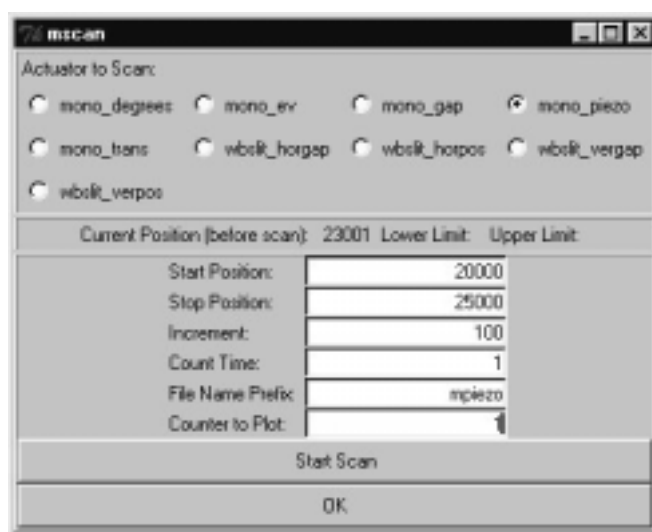 mscan
Actuator to Scan:
mono_degrees mono_ev mono_gap mono_piezo
mono_trans wbslit_horgap wbslit_horpos wbslit_vergap
wbslit_verpos
Current Position (before scan): 23001 Lower Limit: Upper Limit:
Start Position: 20000
Stop Position: 25000
Increment: 100
Count Time: 1
File Name Prefix: mpiezo
Counter to Plot: 1
Start Scan
OK